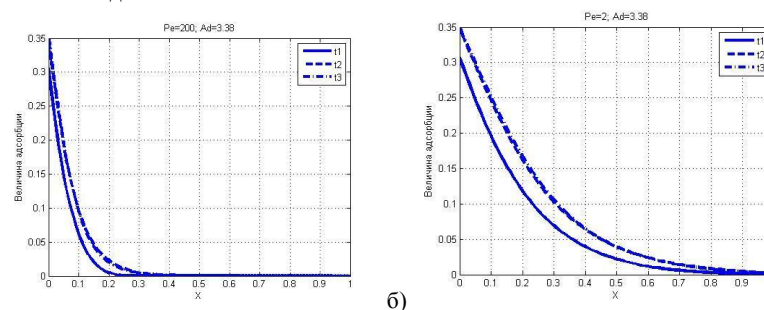 Pe=200; Ad=3.38
t1
t2
t3
Величина адсорбции
0.35
0.3
0.25
0.2
0.15
0.1
0.05
0
0 0.1 0.2 0.3 0.4 0.5 0.6 0.7 0.8 0.9 1
X
б)
Pe=2; Ad=3.38
t1
t2
t3
Величина адсорбции
0.35
0.3
0.25
0.2
0.15
0.1
0.05
0
0 0.1 0.2 0.3 0.4 0.5 0.6 0.7 0.8 0.9
X